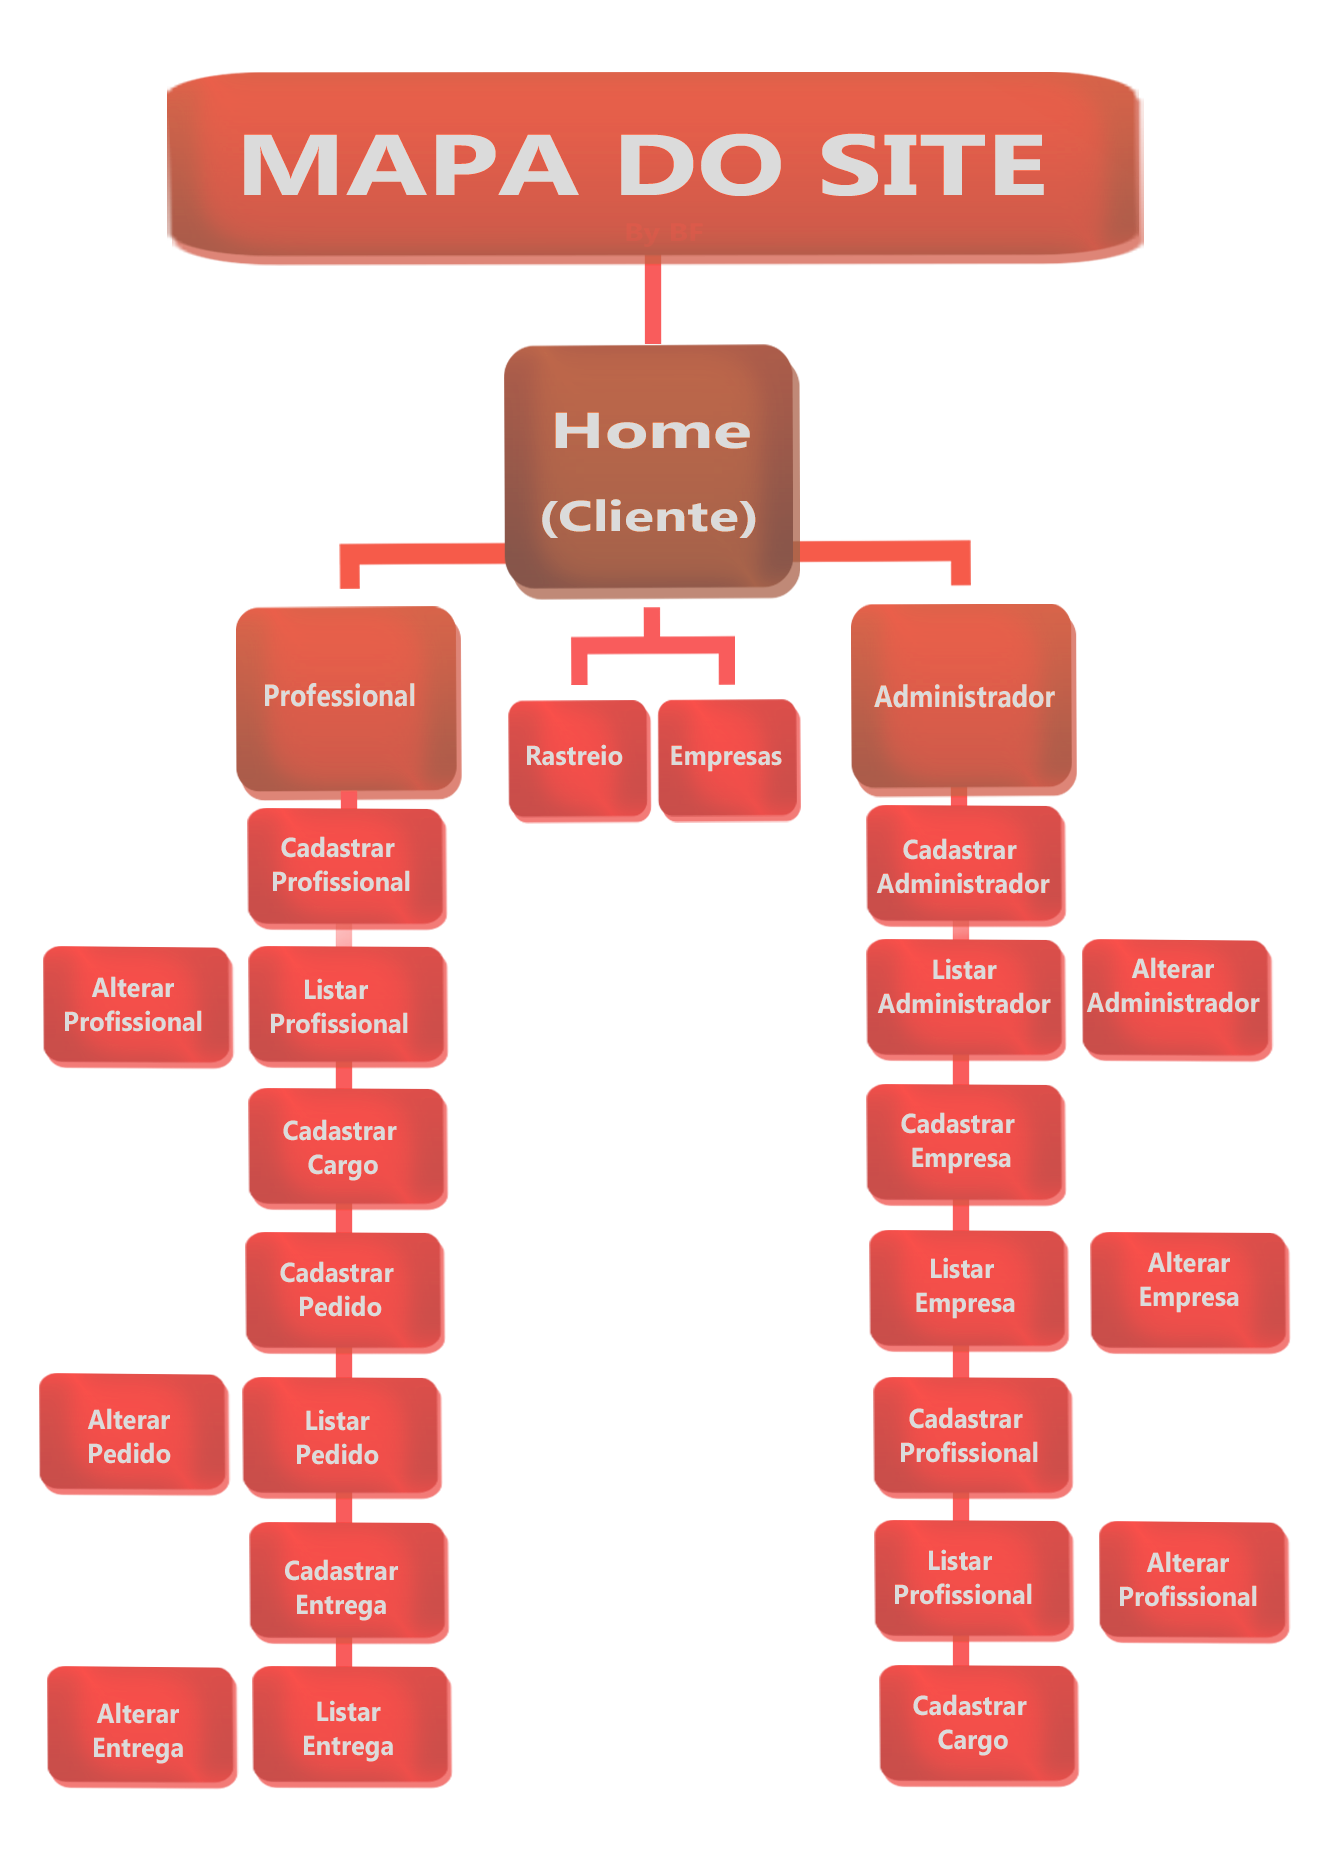 MAPA DO SITE
By BF
Home
(Cliente)
Professional
Rastreio
Empresas
Administrador
Cadastrar
Profissional
Alterar
Profissional
Listar
Profissional
Cadastrar
Cargo
Cadastrar
Pedido
Alterar
Pedido
Listar
Pedido
Cadastrar
Entrega
Alterar
Entrega
Listar
Entrega
Cadastrar
Administrador
Listar
Administrador
Alterar
Administrador
Cadastrar
Empresa
Listar
Empresa
Alterar
Empresa
Cadastrar
Profissional
Listar
Profissional
Alterar
Profissional
Cadastrar
Cargo